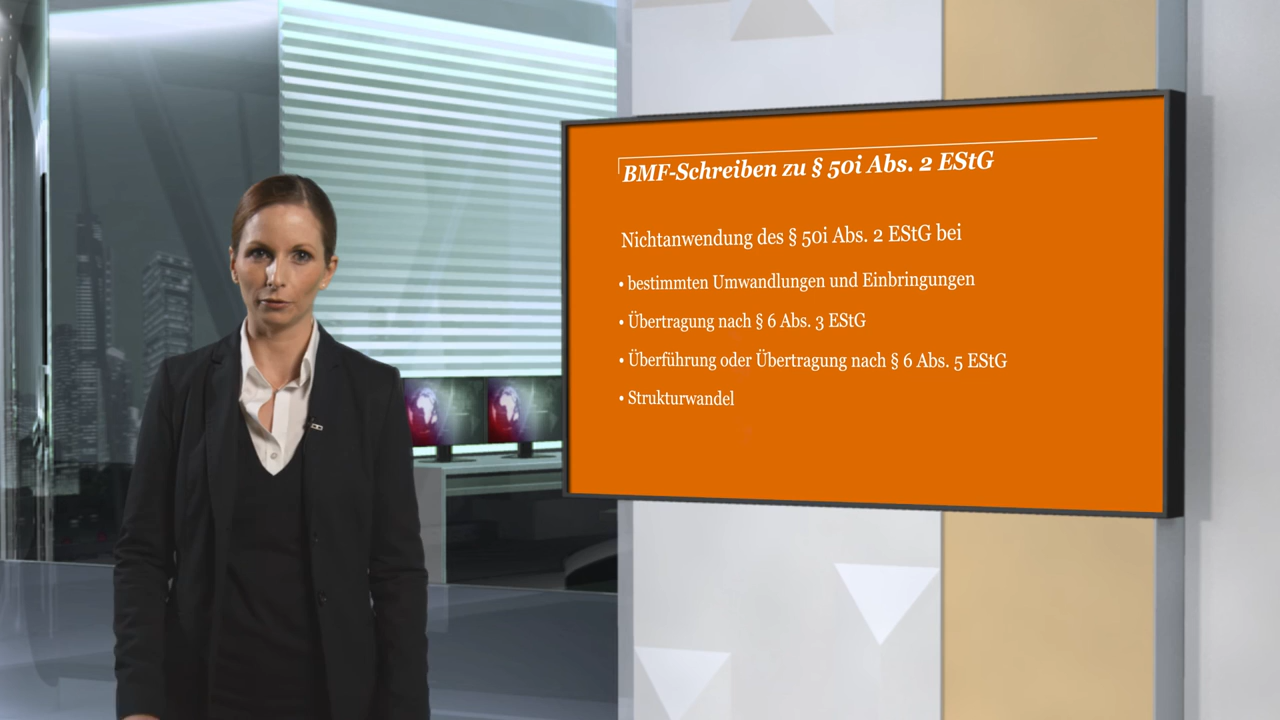 BMF-Schreiben zu § 50i Abs. 2 EStG
Nichtanwendung des § 50i Abs. 2 EStG bei
• bestimmten Umwandlungen und Einbringungen
• Übertragung nach § 6 Abs. 3 EStG
• Überführung oder Übertragung nach § 6 Abs. 5 EStG
• Strukturwandel